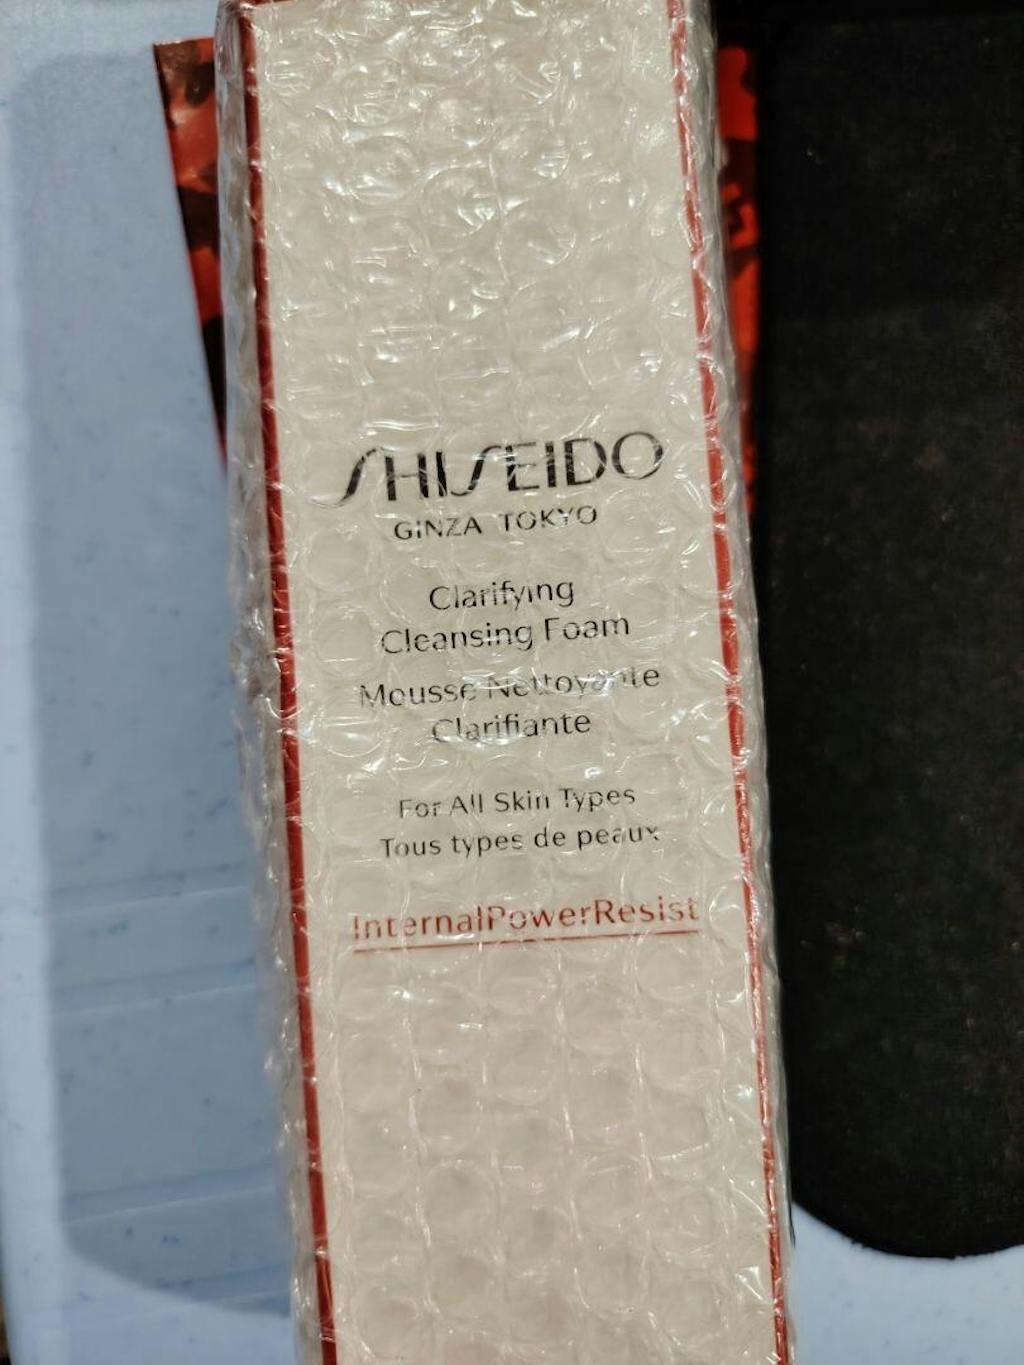 SHISEIDO
GINZA TOKYO
Clarifying
Cleansing Foam
Mousse Nettoyante
Clarifiante
For All Skin Types
Tous types de peaux
InternalPowerResist